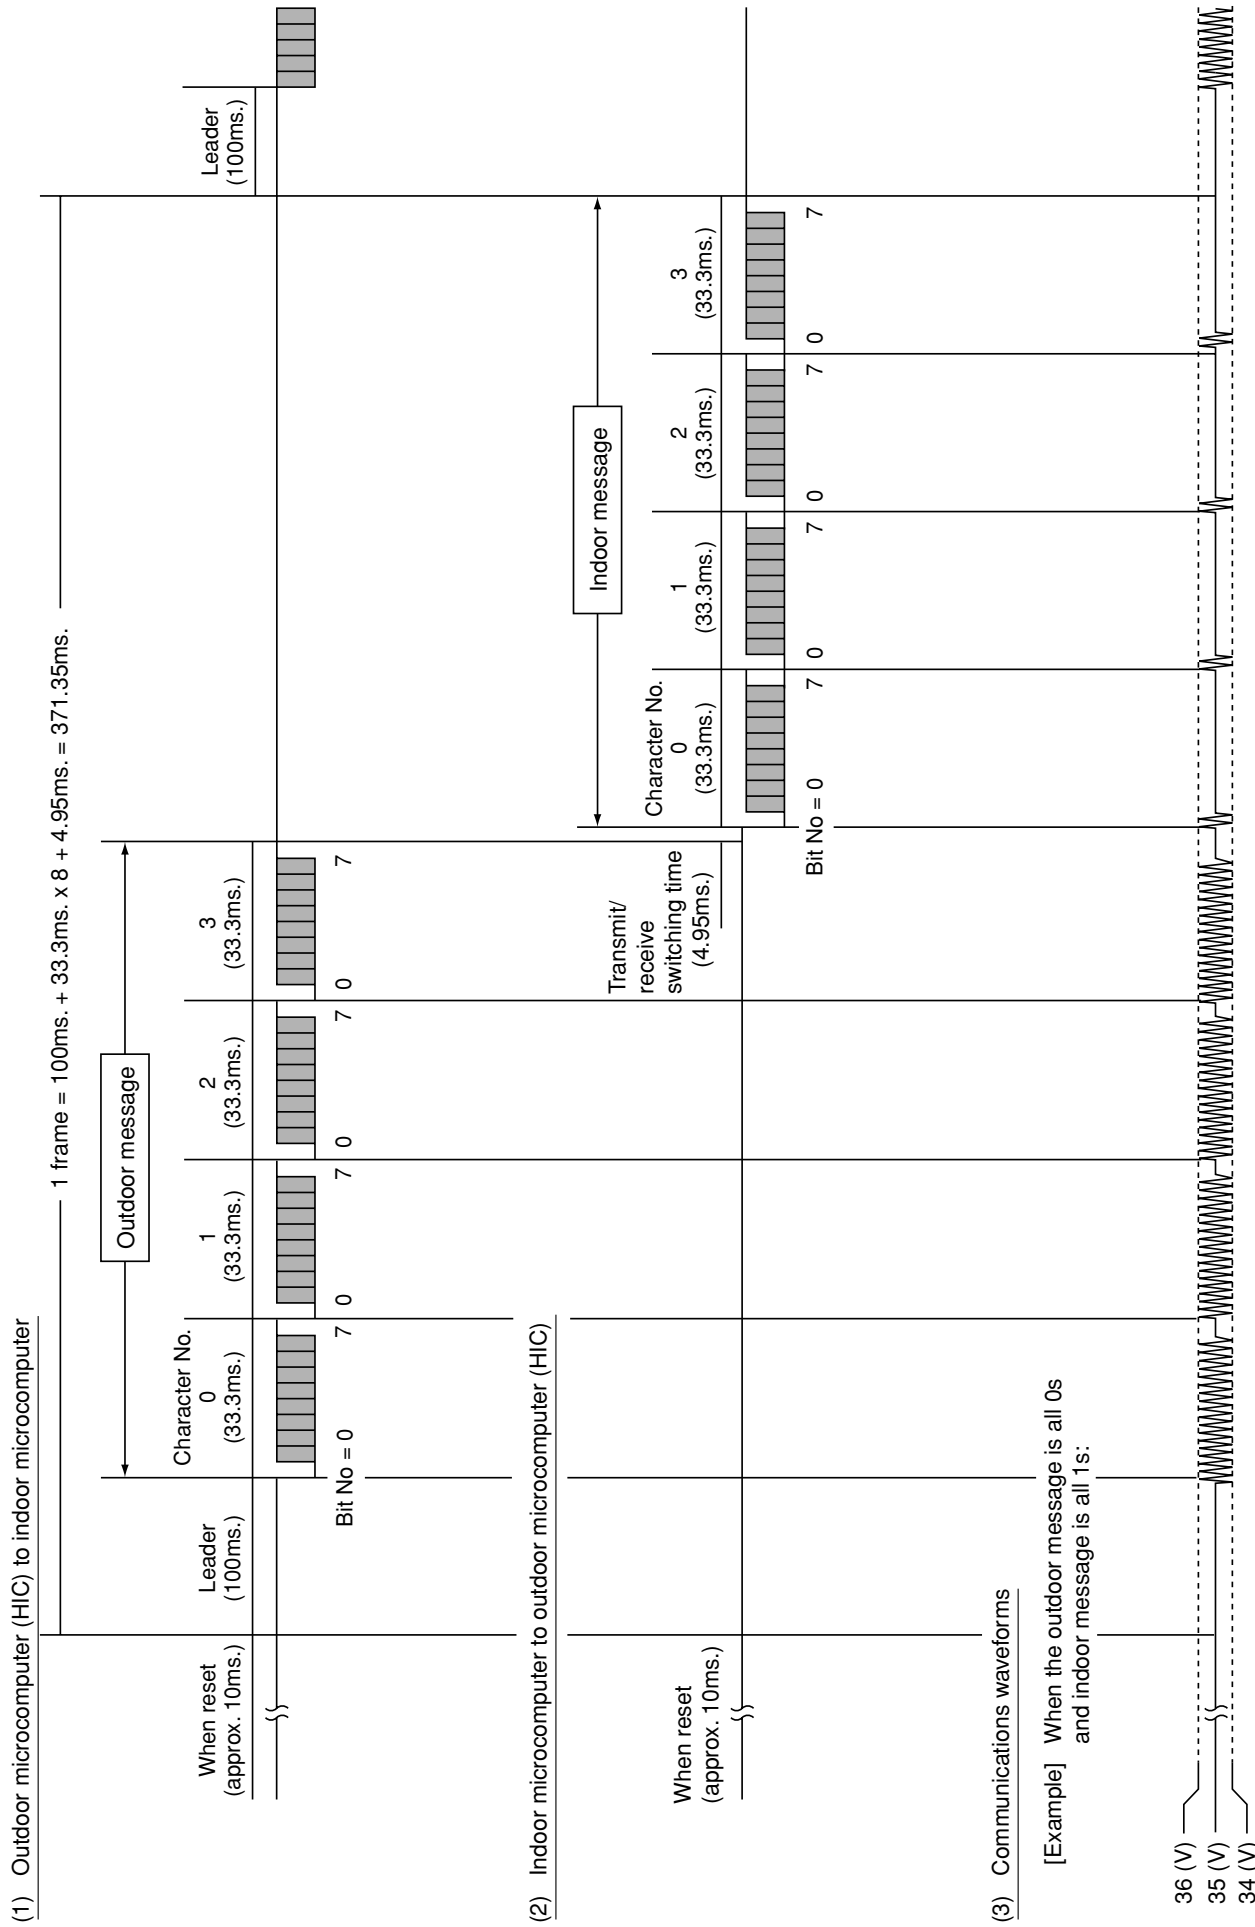 (1) Outdoor microcomputer (HIC) to indoor microcomputer
1 frame = 100ms. + 33.3ms. x 8 + 4.95ms. = 371.35ms.
Outdoor message
When reset
(approx. 10ms.)
Leader
(100ms.)
Character No.
0
(33.3ms.)
1
(33.3ms.)
2
(33.3ms.)
3
(33.3ms.)
Leader
(100ms.)
Bit No = 0
7
0
7
0
7
0
7
(2) Indoor microcomputer to outdoor microcomputer (HIC)
Indoor message
When reset
(approx. 10ms.)
Transmit/
receive
switching time
(4.95ms.)
Character No.
0
(33.3ms.)
1
(33.3ms.)
2
(33.3ms.)
3
(33.3ms.)
Bit No = 0
7
0
7
0
7
0
7
(3) Communications waveforms
[Example] When the outdoor message is all 0s
and indoor message is all 1s:
36 (V)
35 (V)
34 (V)